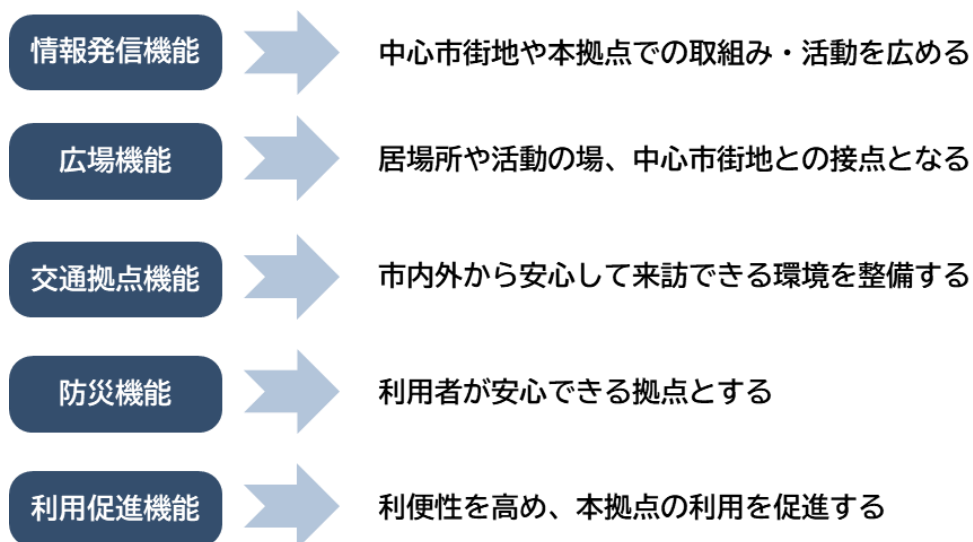 情報発信機能
中心市街地や本拠点での取組み・活動を広める
広場機能
居場所や活動の場、中心市街地との接点となる
交通拠点機能
市内外から安心して来訪できる環境を整備する
防災機能
利用者が安心できる拠点とする
利用促進機能
利便性を高め、本拠点の利用を促進する